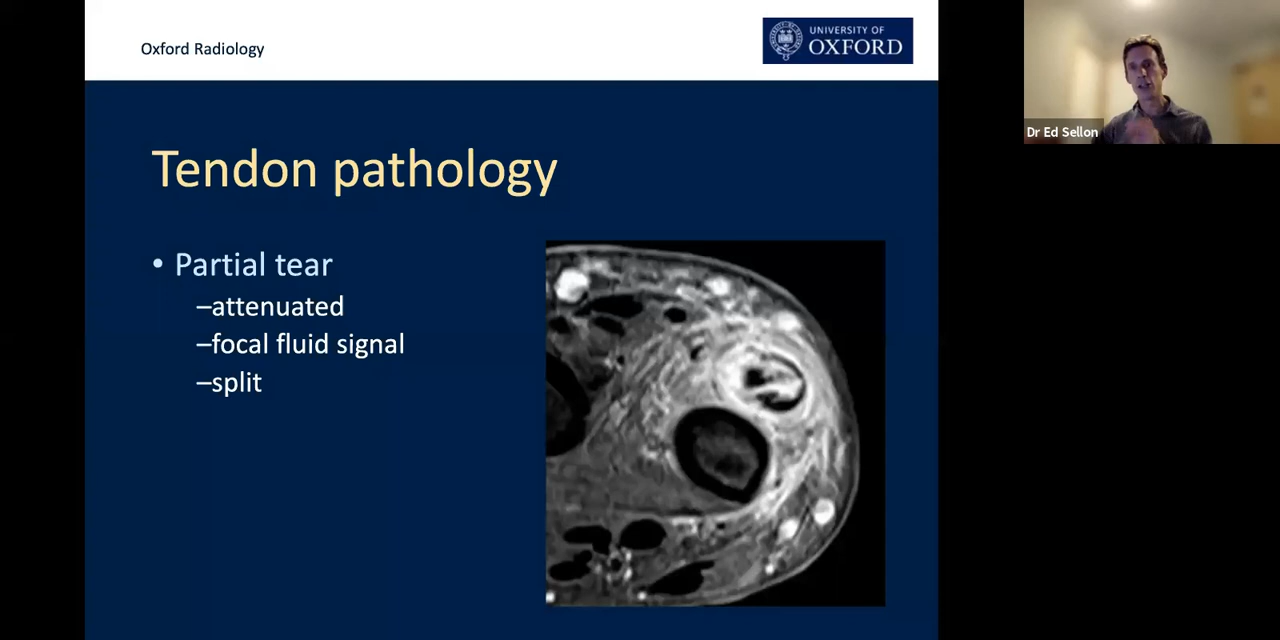 Oxford Radiology
UNIVERSITY OF
OXFORD
Dr Ed Sellon
Tendon pathology
• Partial tear
–attenuated
–focal fluid signal
–split